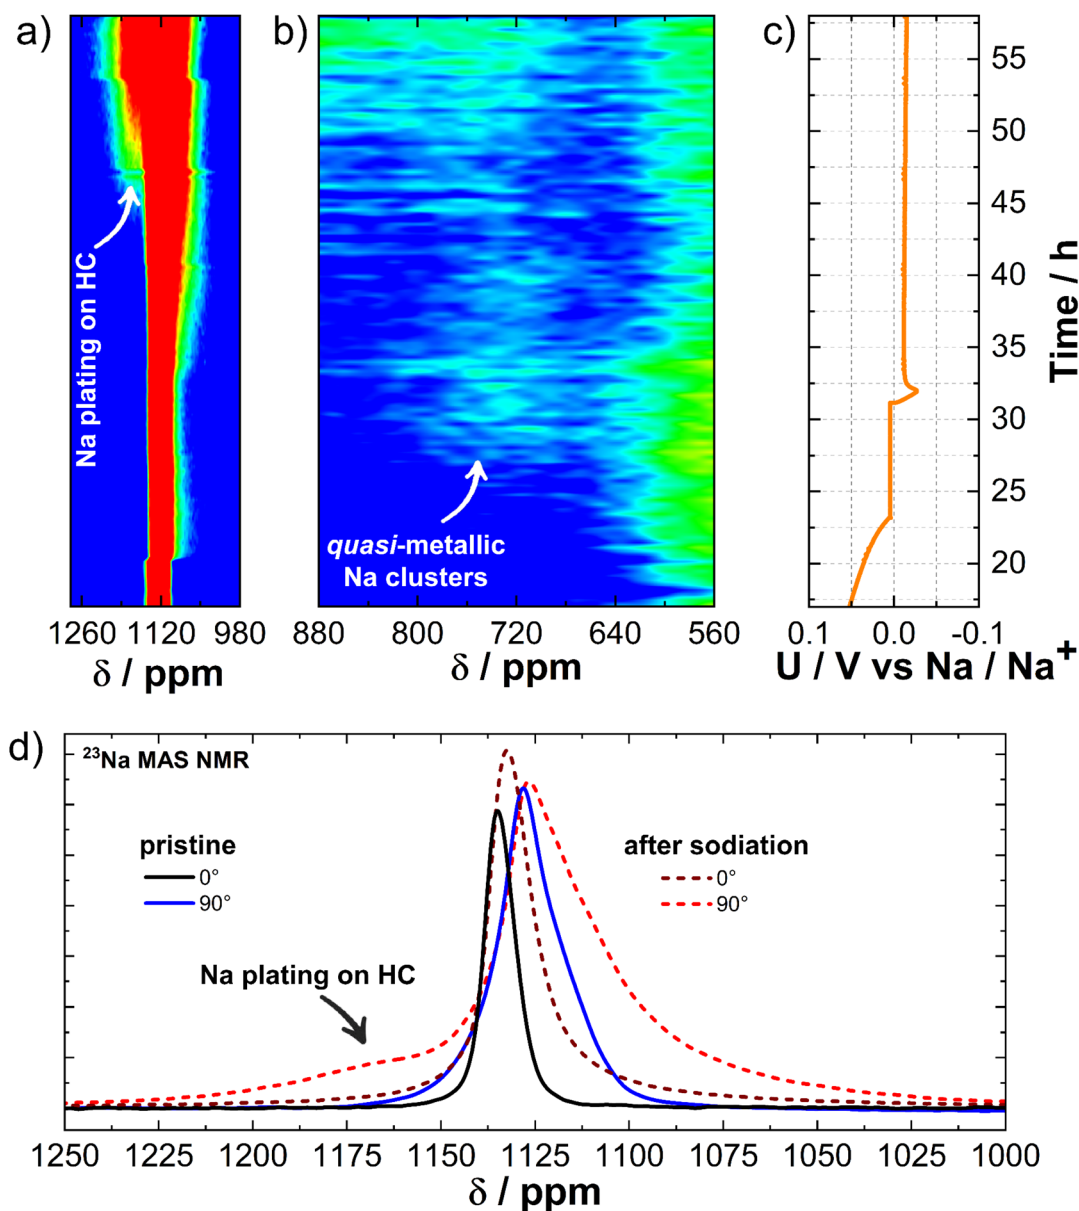 a)
b)
c)
Na plating on HC
quasi-metallic
Na clusters
1260 1120 980
δ / ppm
880 800 720 640 560
δ / ppm
0.1 0.0 -0.1
U / V vs Na / Na⁺
55
50
45
40
35
30
25
20
Time / h
d)
²³Na MAS NMR
pristine
0°
90°
after sodiation
0°
90°
Na plating on HC
1250 1225 1200 1175 1150 1125 1100 1075 1050 1025 1000
δ / ppm